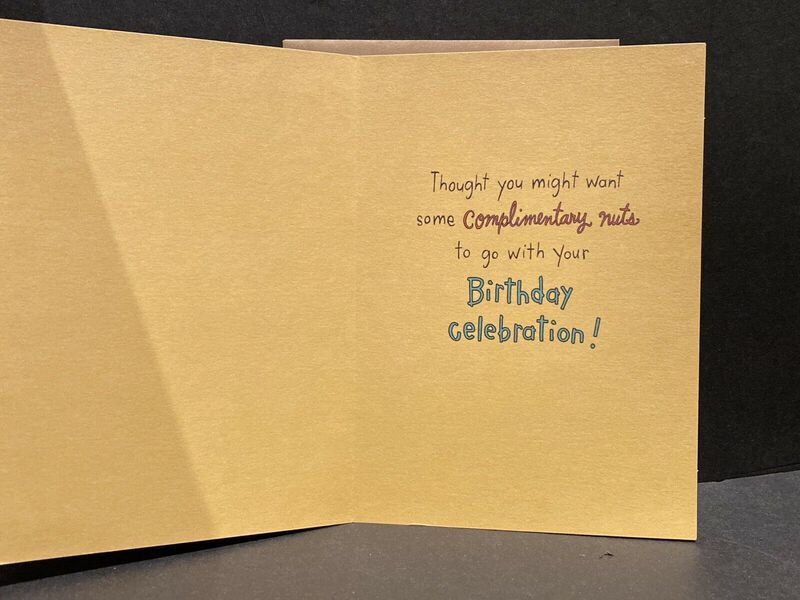 Thought you might want
some complimentary nuts
to go with your
Birthday
celebration!